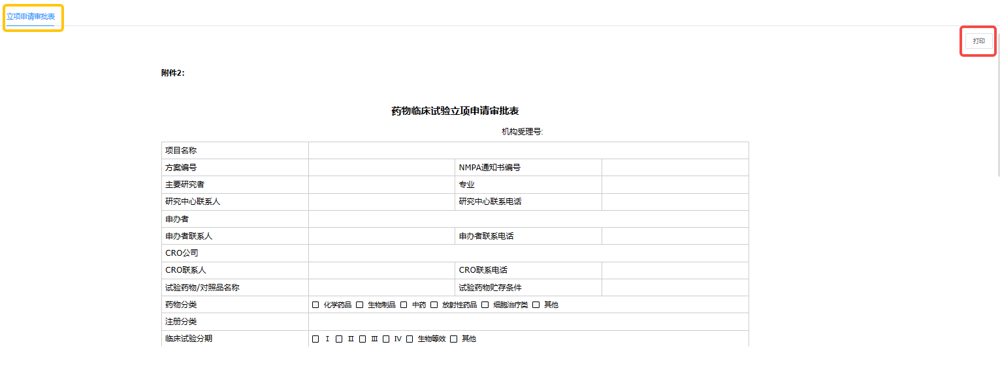 立项申请审批表
打印
附件2:
药物临床试验立项申请审批表
机构受理号:
项目名称
方案编号 NMPA通知书编号
主要研究者 专业
研究中心联系人 研究中心联系电话
申办者
申办者联系人 申办者联系电话
CRO公司
CRO联系人 CRO联系电话
试验药物/对照品名称 试验药物贮存条件
药物分类 □ 化学药品 □ 生物制品 □ 中药 □ 放射性药品 □ 细胞治疗类 □ 其他
注册分类
临床试验分期 □ Ⅰ □ Ⅱ □ Ⅲ □ Ⅳ □ 生物等效 □ 其他